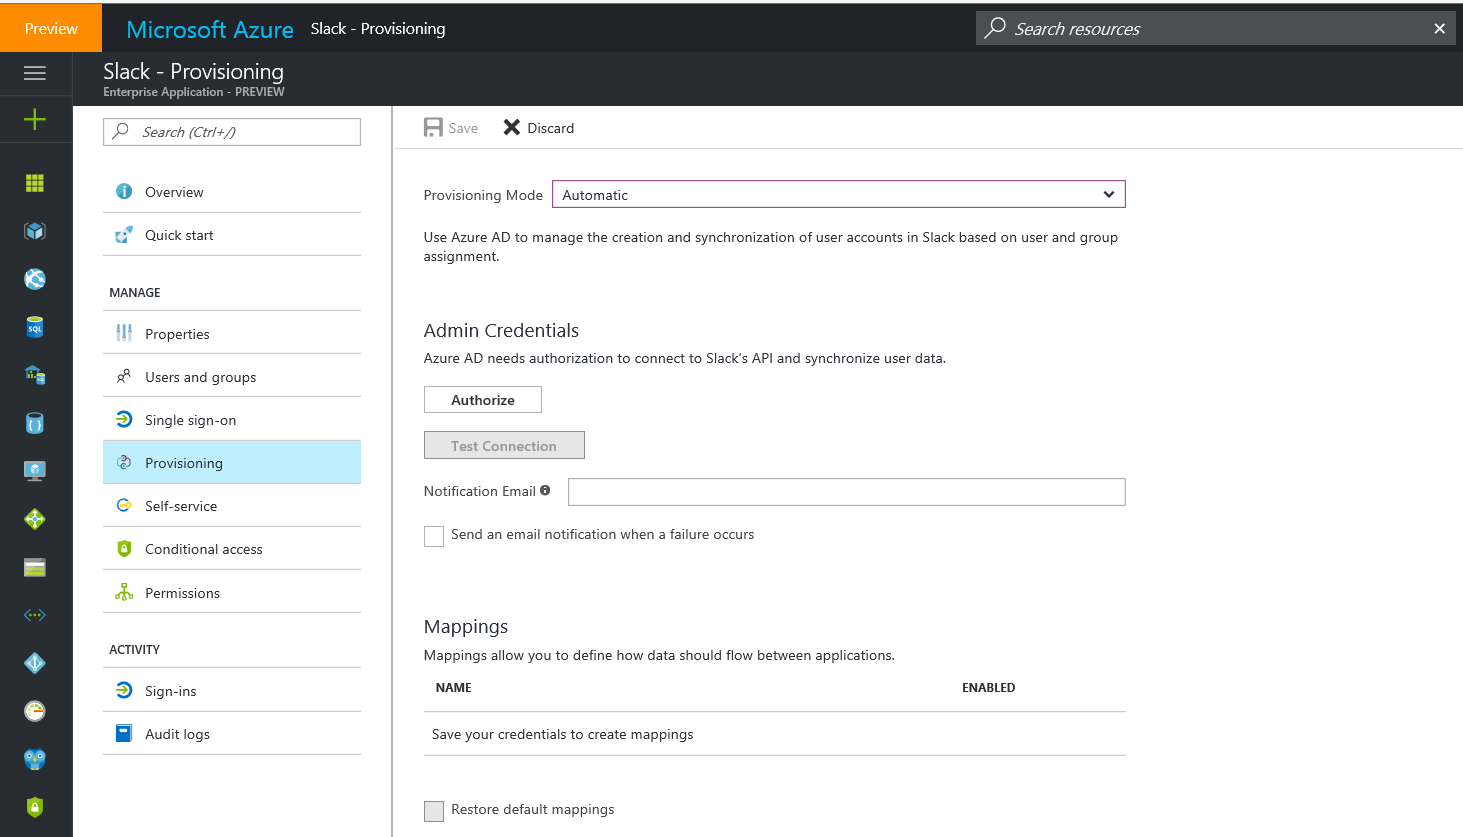 Preview
Microsoft Azure
Slack - Provisioning
Search resources
Slack - Provisioning
Enterprise Application - PREVIEW
Search (Ctrl+/)
Overview
Quick start
MANAGE
Properties
Users and groups
Single sign-on
Provisioning
Self-service
Conditional access
Permissions
ACTIVITY
Sign-ins
Audit logs
Save
Discard
Provisioning Mode
Automatic
Use Azure AD to manage the creation and synchronization of user accounts in Slack based on user and group
assignment.
Admin Credentials
Azure AD needs authorization to connect to Slack's API and synchronize user data.
Authorize
Test Connection
Notification Email
Send an email notification when a failure occurs
Mappings
Mappings allow you to define how data should flow between applications.
NAME
ENABLED
Save your credentials to create mappings
Restore default mappings
SQL